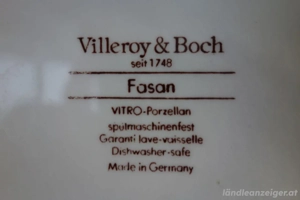 Villeroy & Boch
seit 1748
Fasan
VITRO-Porzellan
spülmaschinenfest
Garanti lave-vaisselle
Dishwasher-safe
Made in Germany
ländleanzeiger.at